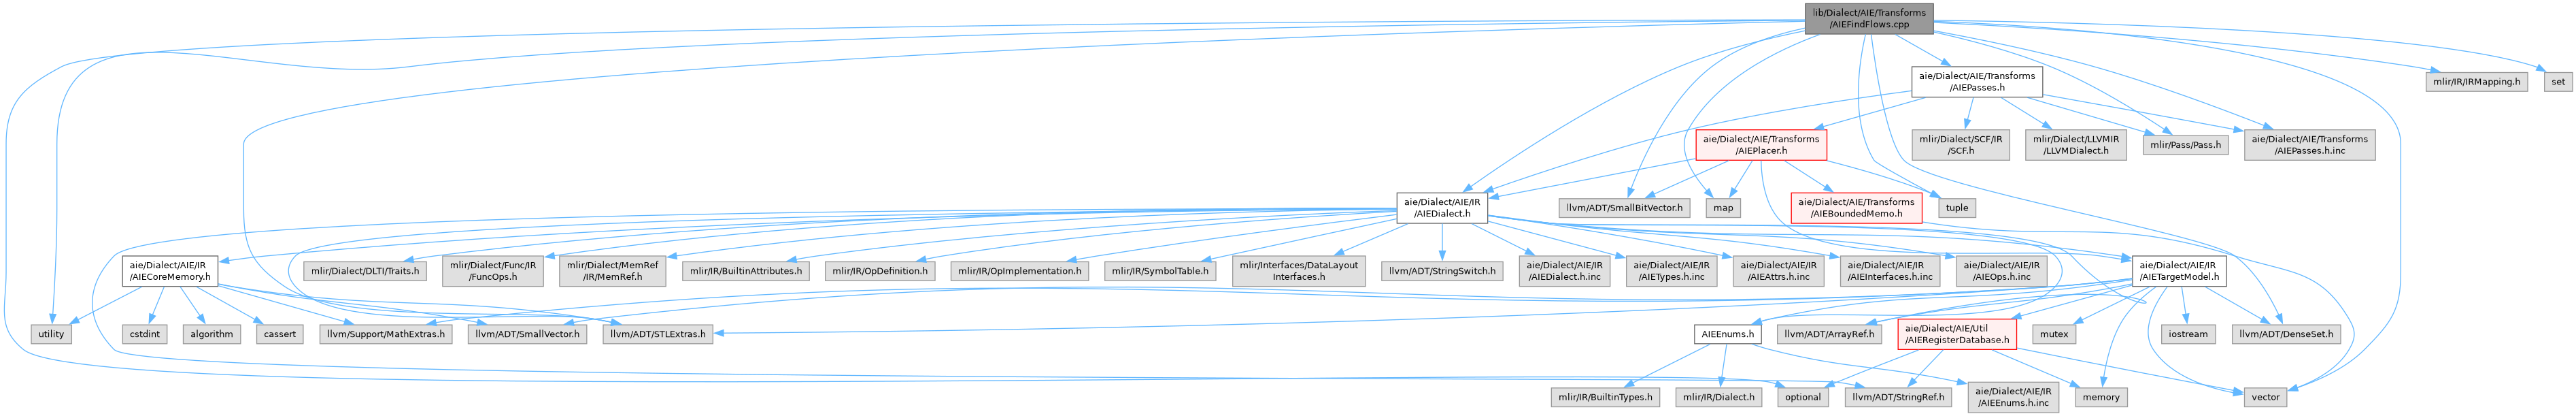 lib/Dialect/AIE/Transforms
/AIEFindFlows.cpp
aie/Dialect/AIE/Transforms
/AIEPasses.h
mlir/IR/IRMapping.h
set
aie/Dialect/AIE/Transforms
/AIEPlacer.h
mlir/Dialect/SCF/IR
/SCF.h
mlir/Dialect/LLVMIR
/LLVMDialect.h
mlir/Pass/Pass.h
aie/Dialect/AIE/Transforms
/AIEPasses.h.inc
aie/Dialect/AIE/IR
/AIEDialect.h
llvm/ADT/SmallBitVector.h
map
aie/Dialect/AIE/Transforms
/AIEBoundedMemo.h
tuple
aie/Dialect/AIE/IR
/AIECoreMemory.h
mlir/Dialect/DLTI/Traits.h
mlir/Dialect/Func/IR
/FuncOps.h
mlir/Dialect/MemRef
/IR/MemRef.h
mlir/IR/BuiltinAttributes.h
mlir/IR/OpDefinition.h
mlir/IR/OpImplementation.h
mlir/IR/SymbolTable.h
mlir/Interfaces/DataLayout
Interfaces.h
llvm/ADT/StringSwitch.h
aie/Dialect/AIE/IR
/AIEDialect.h.inc
aie/Dialect/AIE/IR
/AIETypes.h.inc
aie/Dialect/AIE/IR
/AIEAttrs.h.inc
aie/Dialect/AIE/IR
/AIEInterfaces.h.inc
aie/Dialect/AIE/IR
/AIEOps.h.inc
aie/Dialect/AIE/IR
/AIETargetModel.h
utility
cstdint
algorithm
cassert
llvm/Support/MathExtras.h
llvm/ADT/SmallVector.h
llvm/ADT/STLExtras.h
AIEEnums.h
llvm/ADT/ArrayRef.h
aie/Dialect/AIE/Util
/AIERegisterDatabase.h
mutex
iostream
llvm/ADT/DenseSet.h
mlir/IR/BuiltinTypes.h
mlir/IR/Dialect.h
optional
llvm/ADT/StringRef.h
aie/Dialect/AIE/IR
/AIEEnums.h.inc
memory
vector